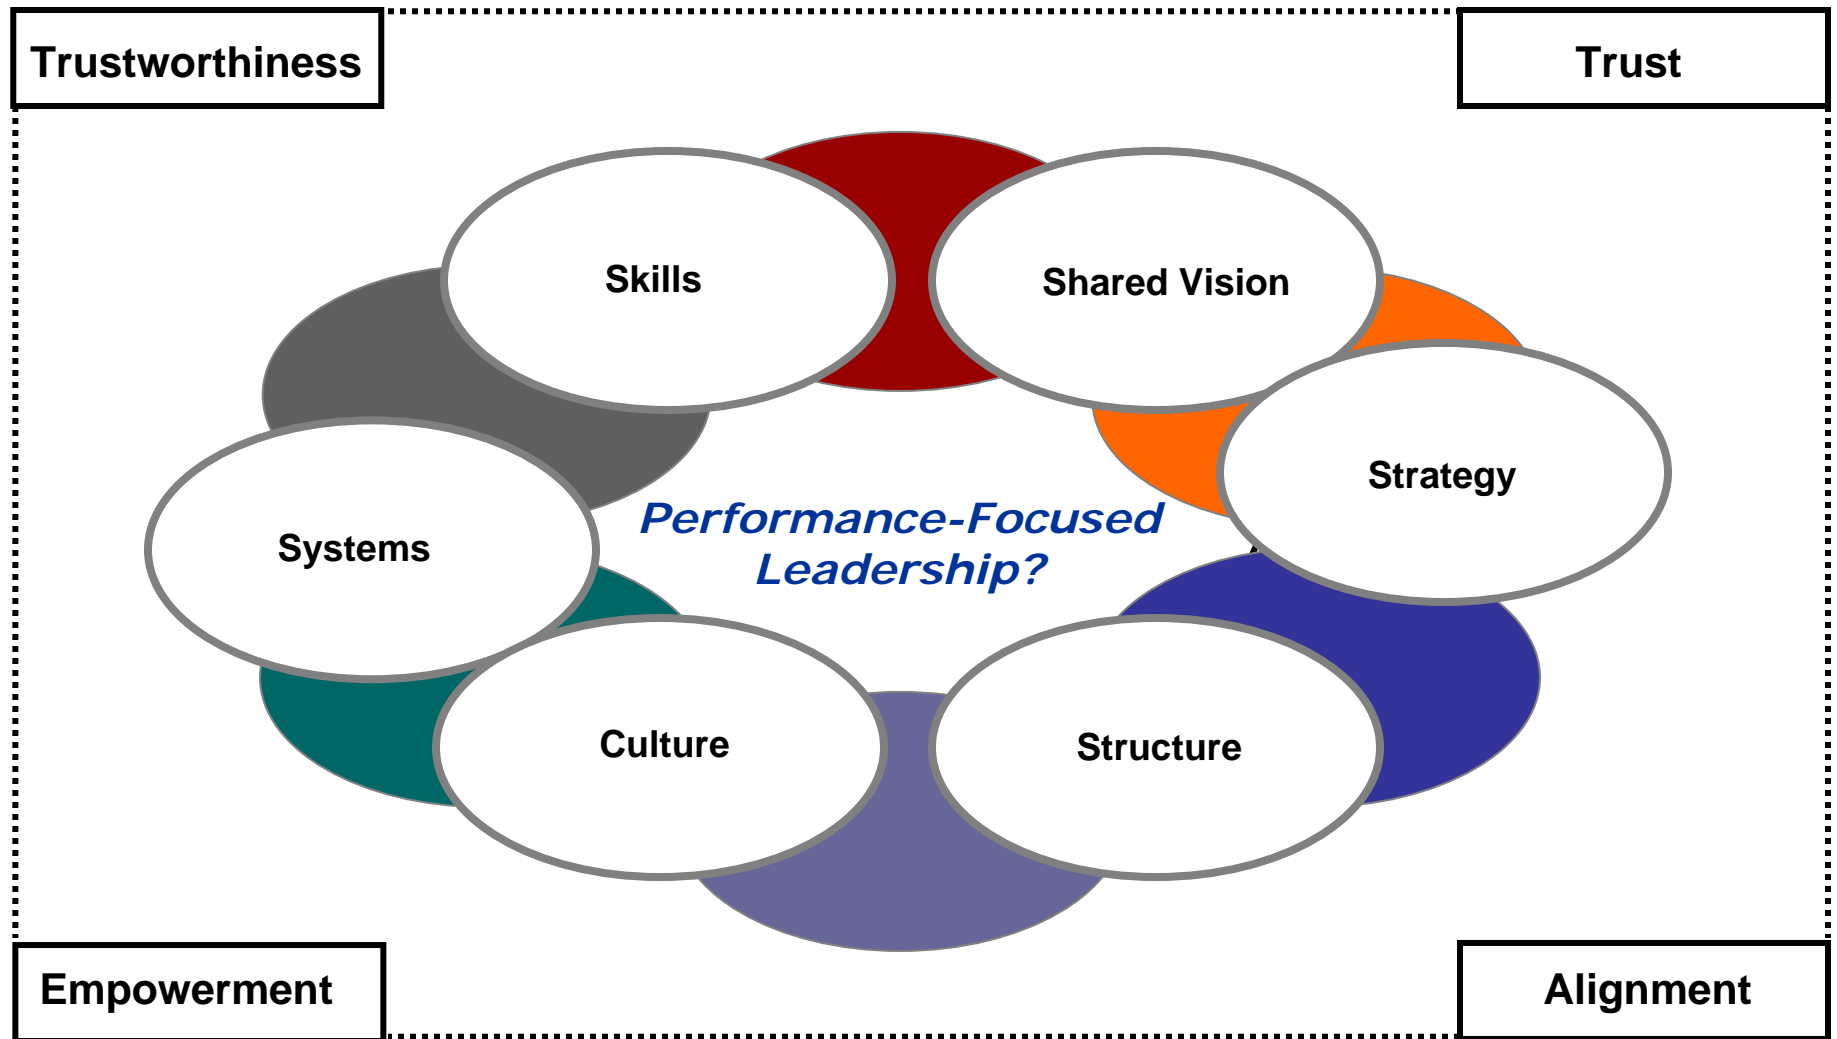 Trustworthiness
Trust
Skills
Shared Vision
Strategy
Performance-Focused
Leadership?
Systems
Culture
Structure
Empowerment
Alignment